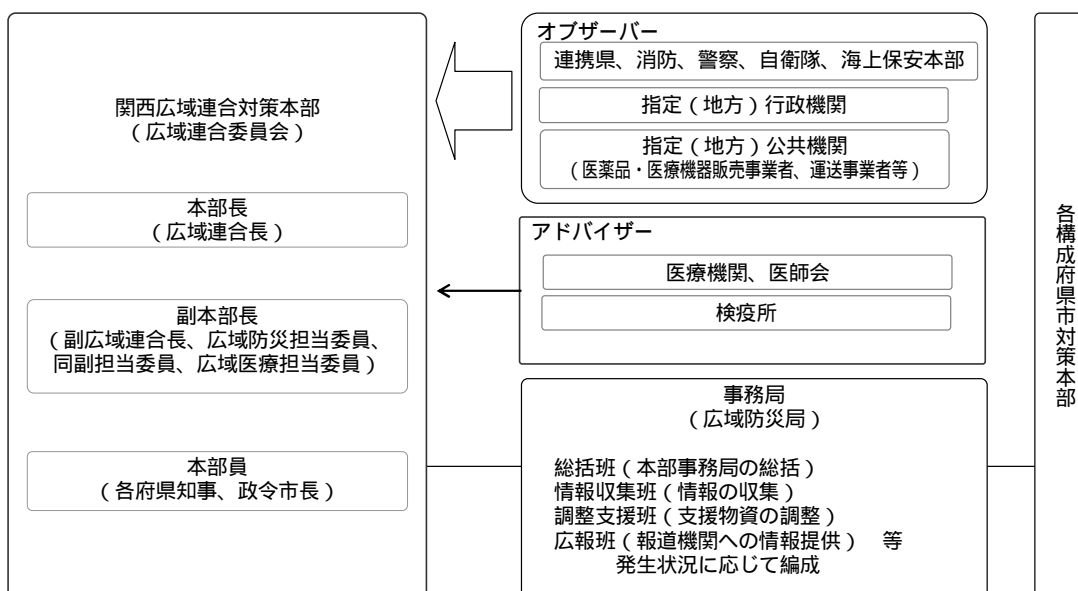 関西広域連合対策本部
（広域連合委員会）
本部長
（広域連合長）
副本部長
（副広域連合長、広域防災担当委員、
同副担当委員、広域医療担当委員）
本部員
（各府県知事、政令市長）
オブザーバー
連携県、消防、警察、自衛隊、海上保安本部
指定（地方）行政機関
指定（地方）公共機関
（医薬品・医療機器販売事業者、運送事業者等）
アドバイザー
医療機関、医師会
検疫所
事務局
（広域防災局）
総括班（本部事務局の総括）
情報収集班（情報の収集）
調整支援班（支援物資の調整）
広報班（報道機関への情報提供）　等
発生状況に応じて編成
各構成府県市対策本部